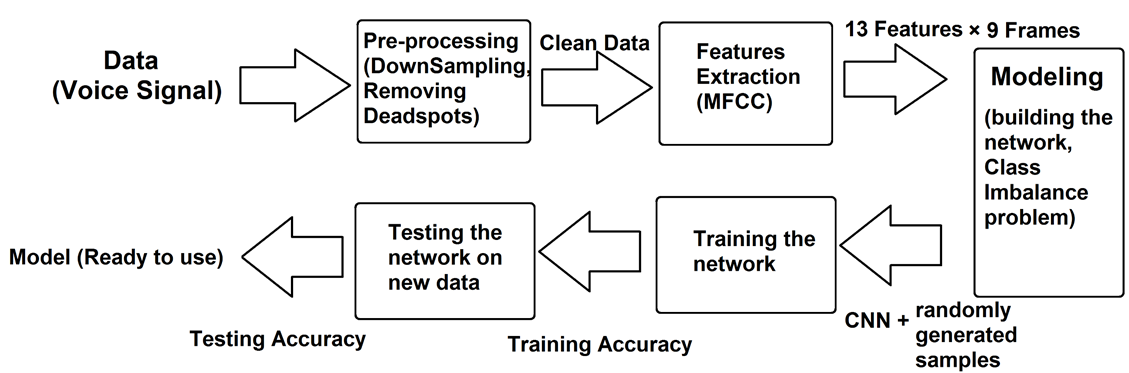 Data
(Voice Signal)
Pre-processing
(DownSampling,
Removing
Deadspots)
Clean Data
Features
Extraction
(MFCC)
13 Features × 9 Frames
Modeling
(building the
network,
Class
Imbalance
problem)
CNN + randomly
generated
samples
Training the
network
Training Accuracy
Testing the
network on
new data
Testing Accuracy
Model (Ready to use)